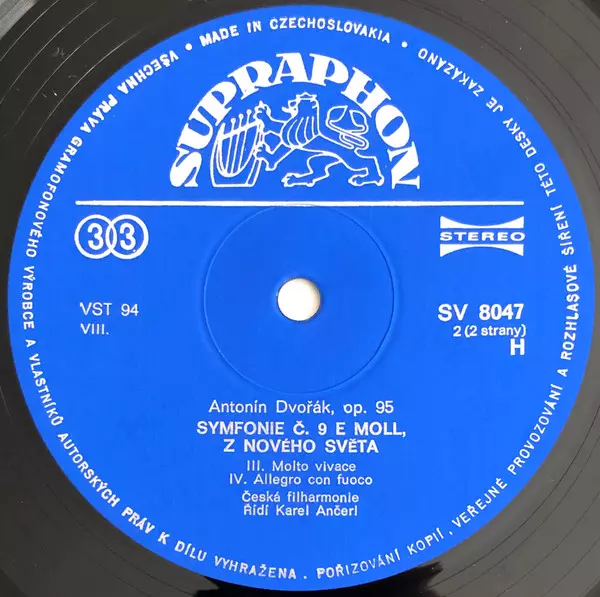 VŠECHNA PRÁVA GRAMOFONOVÉHO VÝROBCE A VLASTNÍKŮ AUTORSKÝCH PRÁV K DÍLU VYHRAŽENA. POŘIZOVÁNÍ KOPIÍ, VEŘEJNÉ PROVOZOVÁNÍ A ROZHLASOVÉ ŠÍŘENÍ TÉTO DESKY JE ZAKÁZÁNO • MADE IN CZECHOSLOVAKIA •
SUPRAPHON
33
STEREO
VST 94
VIII.
SV 8047
2 (2 strany)
H
Antonín Dvořák, op. 95
SYMFONIE Č. 9 E MOLL,
Z NOVÉHO SVĚTA
III. Molto vivace
IV. Allegro con fuoco
Česká filharmonie
Řídí Karel Ančerl